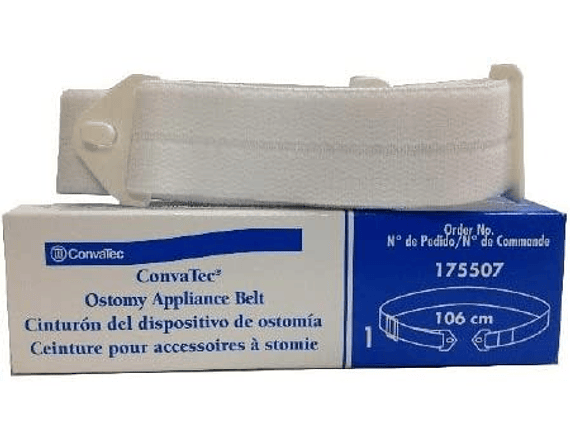 ConvaTec
ConvaTec®
Ostomy Appliance Belt
Cinturón del dispositivo de ostomía
Ceinture pour accessoires à stomie
Order No.
N° de Pedido/N° de Commande
175507
106 cm
1